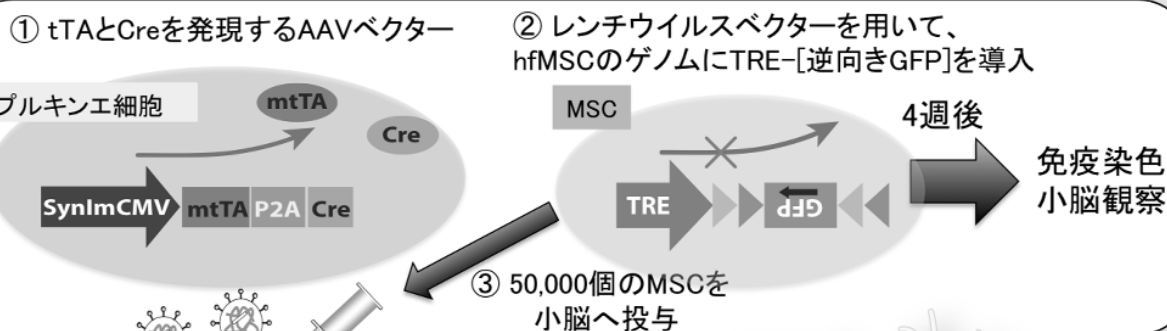 ① tTAとCreを発現するAAVベクター
② レンチウイルスベクターを用いて、
hfMSCのゲノムにTRE-[逆向きGFP]を導入
プルキンエ細胞
mtTA
Cre
SynImCMV mtTA P2A Cre
MSC
TRE GFP
4週後
免疫染色
小脳観察
③ 50,000個のMSCを
小脳へ投与